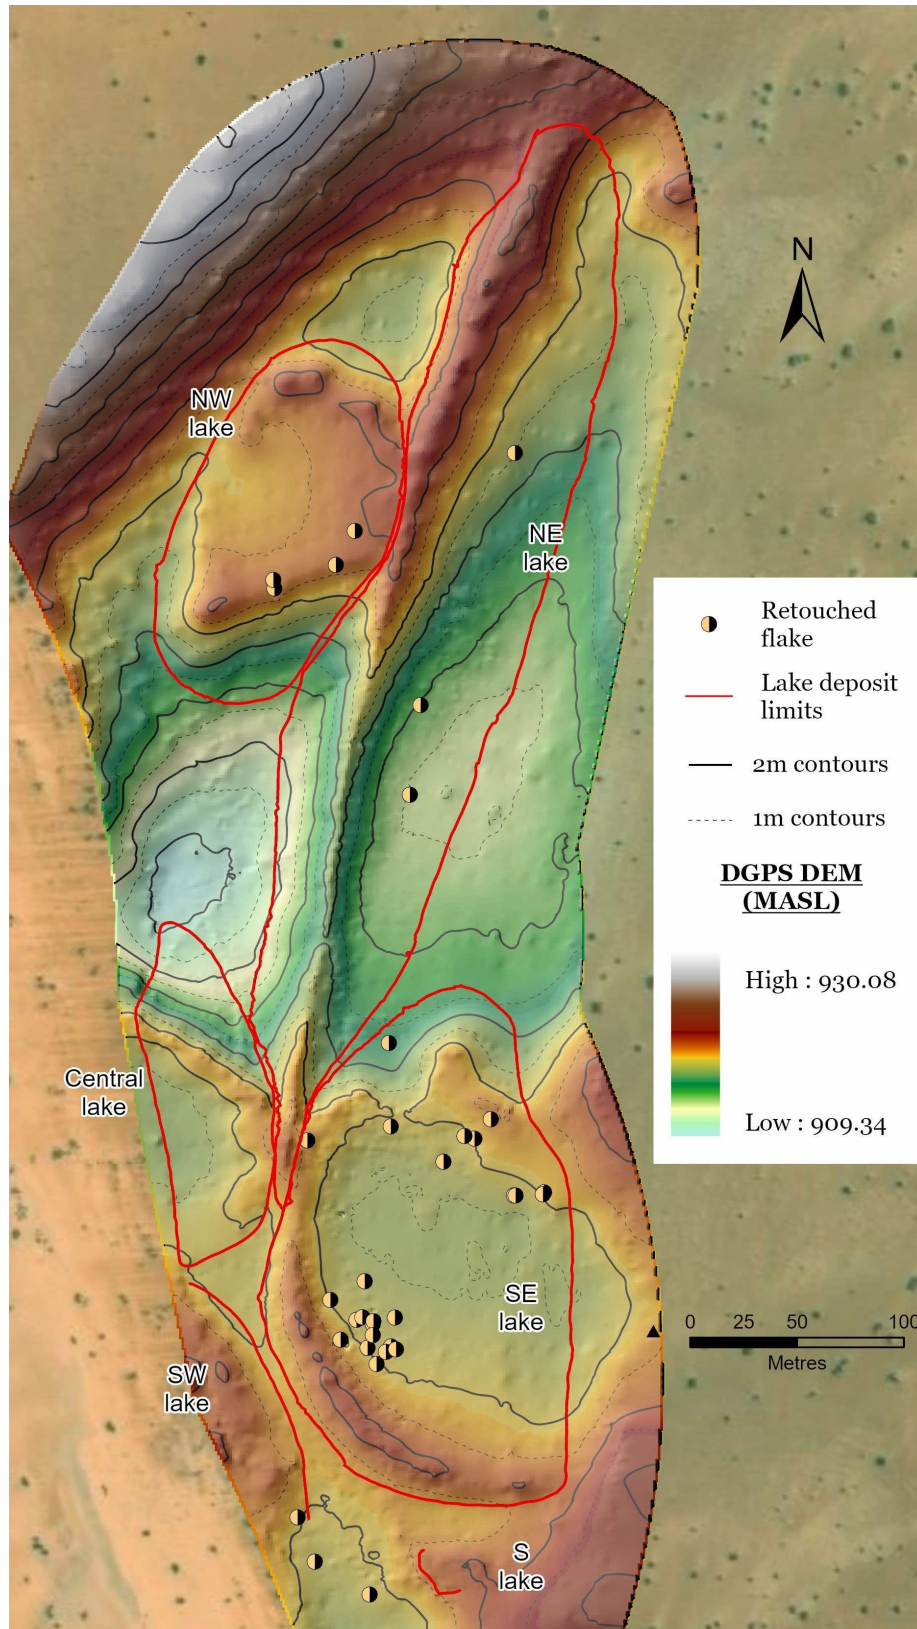 N
NW
lake
NE
lake
Retouched
flake
Lake deposit
limits
2m contours
1m contours
DGPS DEM
(MASL)
High : 930.08
Low : 909.34
Central
lake
SE
lake
0 25 50 100
Metres
SW
lake
S
lake